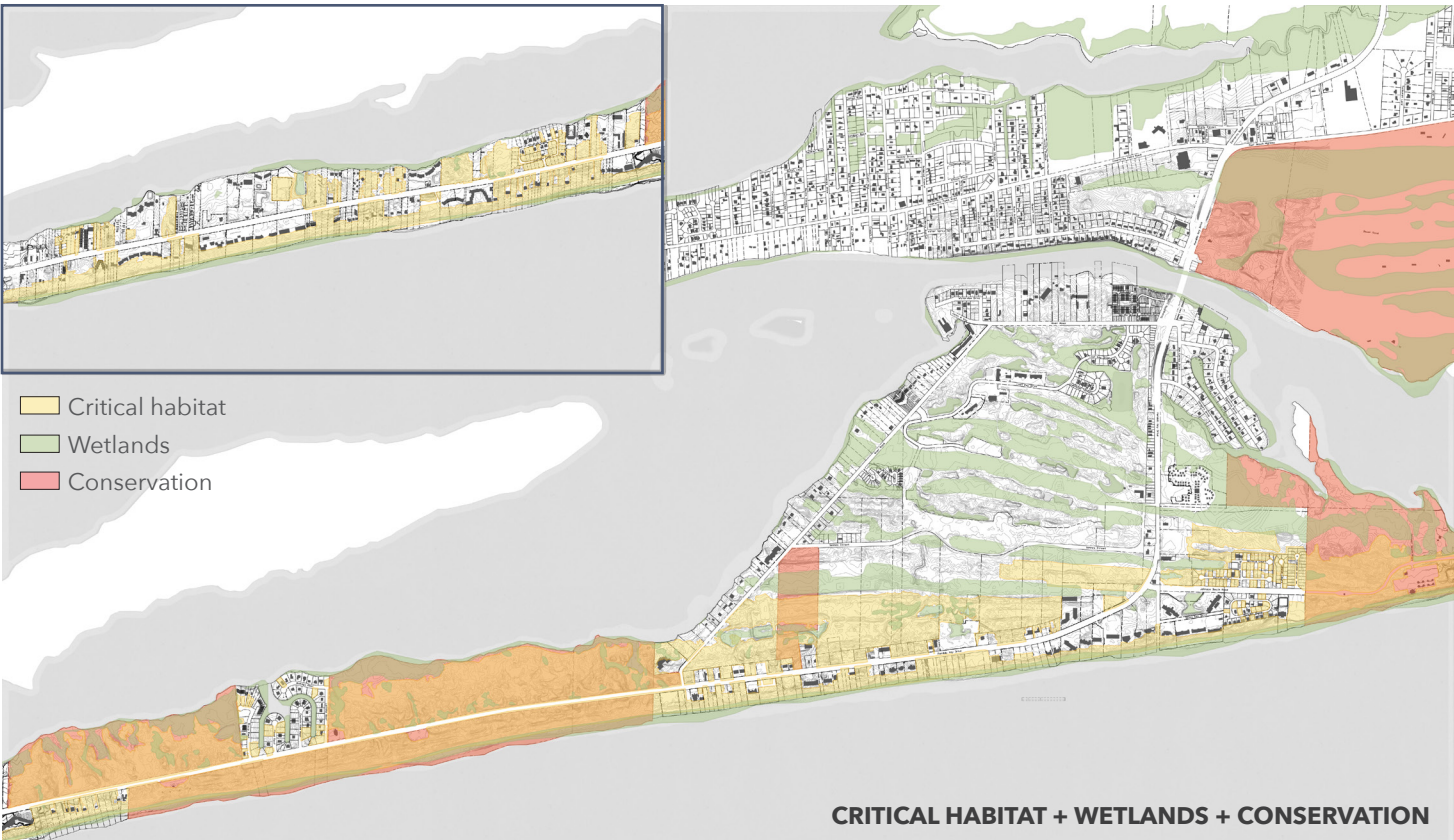 Critical habitat
Wetlands
Conservation
CRITICAL HABITAT + WETLANDS + CONSERVATION